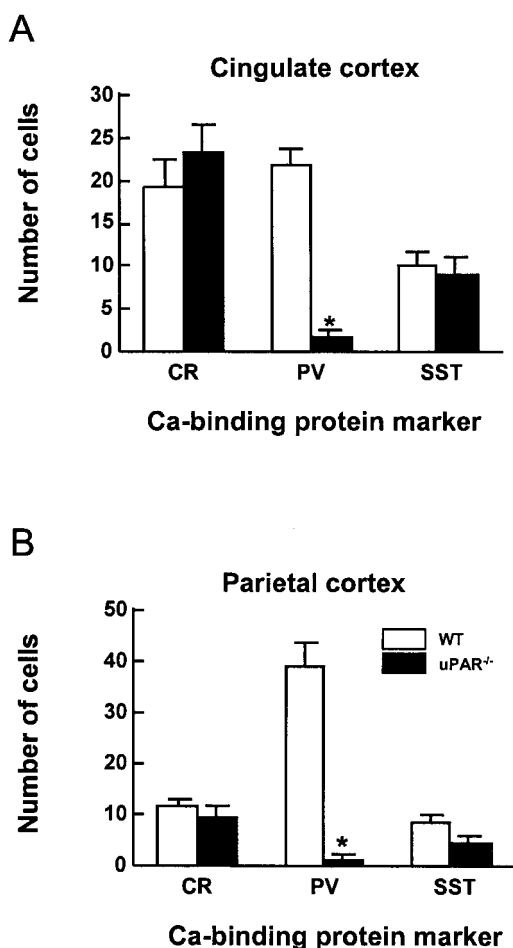 A
Cingulate cortex
Number of cells
30
25
20
15
10
5
0
*
CR PV SST
Ca-binding protein marker
B
Parietal cortex
Number of cells
50
40
30
20
10
0
WT
uPAR-/-
*
CR PV SST
Ca-binding protein marker